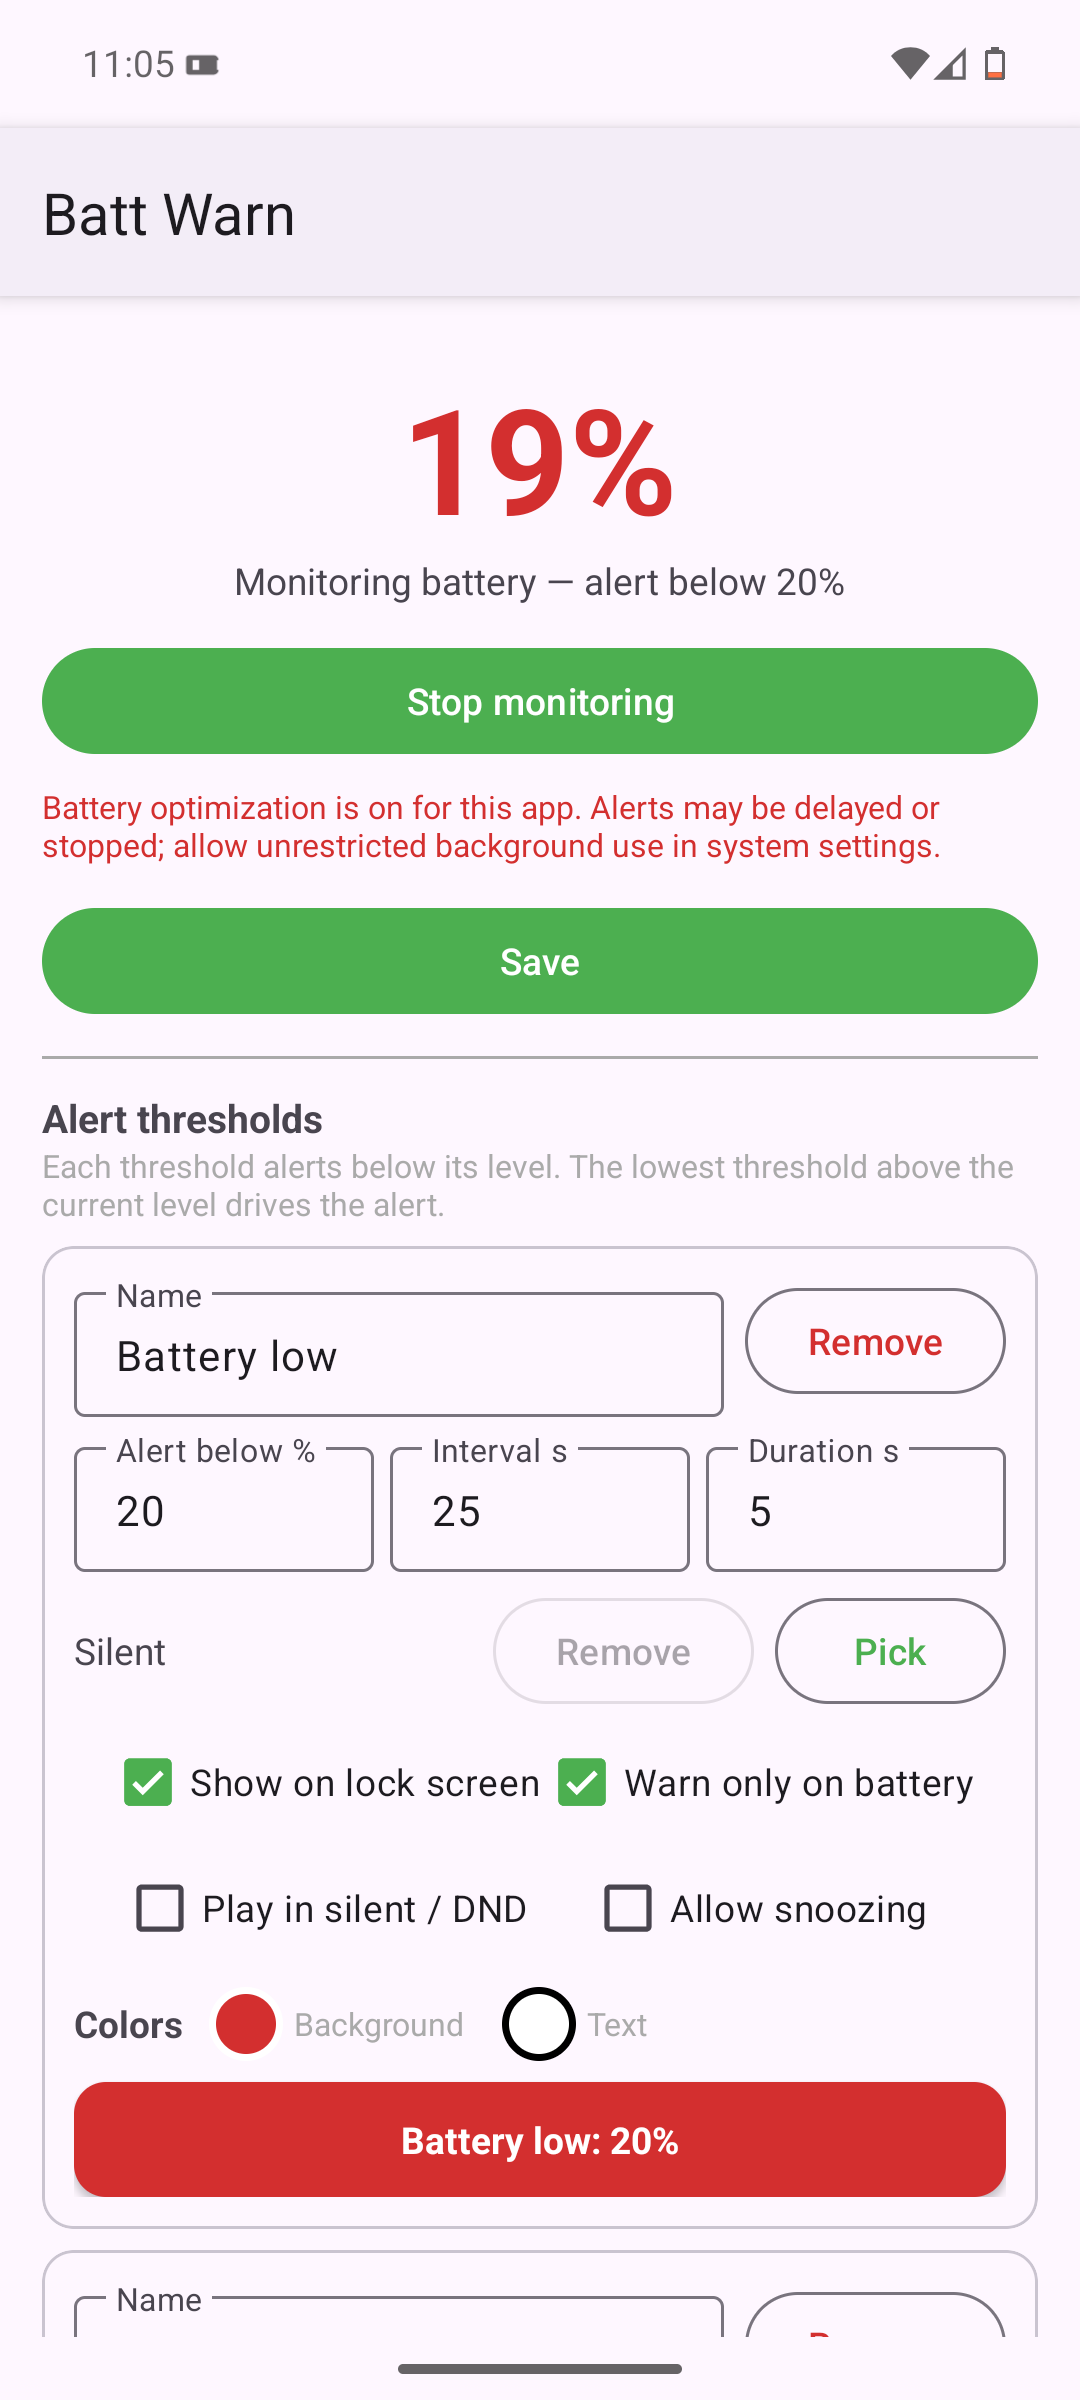 11:05
Batt Warn
19%
Monitoring battery — alert below 20%
Stop monitoring
Battery optimization is on for this app. Alerts may be delayed or
stopped; allow unrestricted background use in system settings.
Save
Alert thresholds
Each threshold alerts below its level. The lowest threshold above the
current level drives the alert.
Name
Battery low
Remove
Alert below % Interval s Duration s
20 25 5
Silent Remove Pick
Show on lock screen Warn only on battery
Play in silent / DND Allow snoozing
Colors Background Text
Battery low: 20%
Name